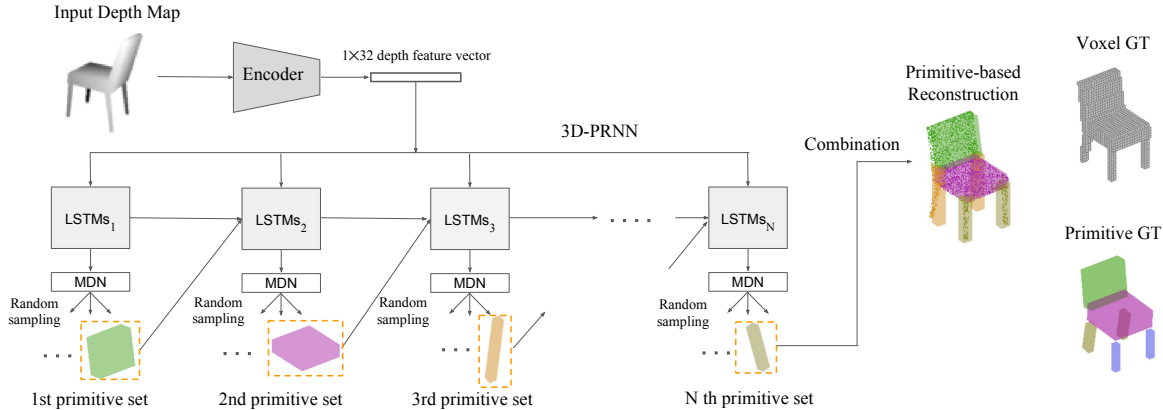 Input Depth Map
Encoder
1×32 depth feature vector
3D-PRNN
Combination
Primitive-based
Reconstruction
Voxel GT
Primitive GT
LSTMs1
LSTMs2
LSTMs3
. . . .
LSTMsN
MDN
MDN
MDN
MDN
Random
sampling
Random
sampling
Random
sampling
Random
sampling
. . .
. . .
. . .
. . .
1st primitive set
2nd primitive set
3rd primitive set
N th primitive set